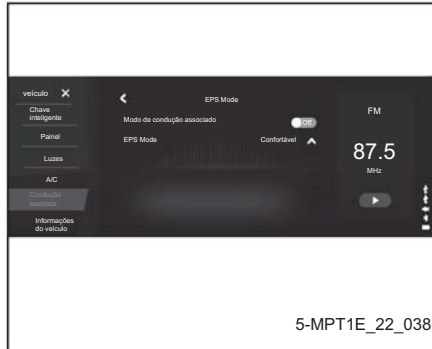 veículo ✕
Chave
inteligente
Painel
Luzes
A/C
Condução
assistida
Informações
do veículo
EPS Mode
Modo de condução associado
Off
EPS Mode
Confortável
FM
87.5
MHz
5-MPT1E_22_038